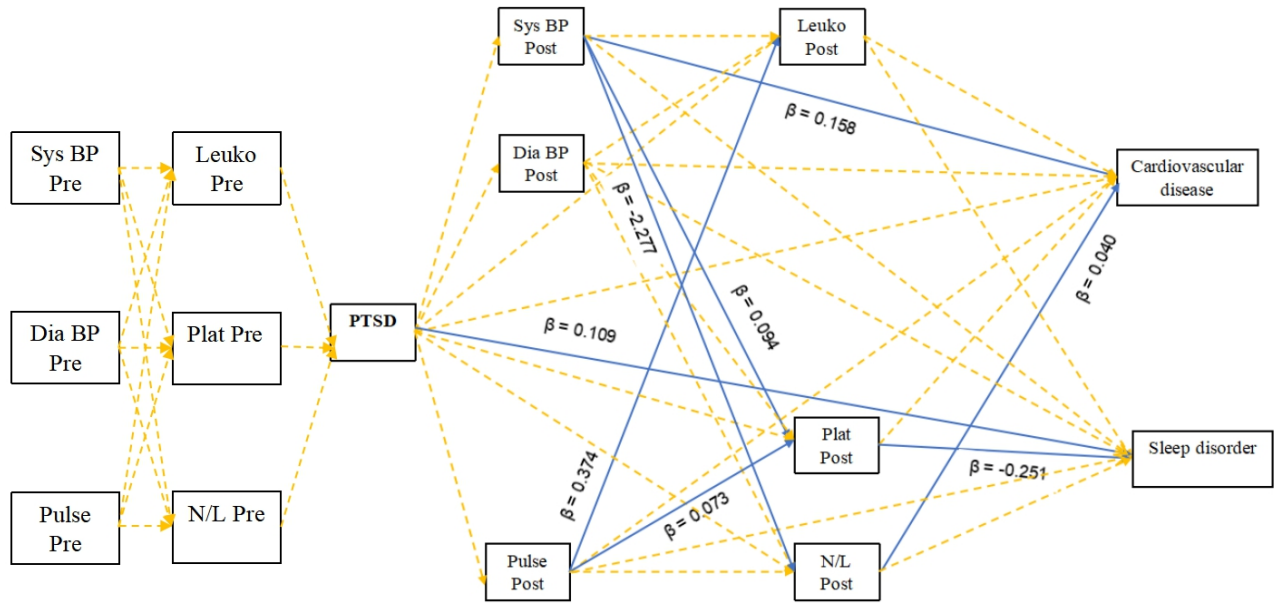 Sys BP
Pre
Dia BP
Pre
Pulse
Pre
Leuko
Pre
Plat Pre
N/L Pre
PTSD
Sys BP
Post
Dia BP
Post
Pulse
Post
Leuko
Post
Plat
Post
N/L
Post
β = 0.158
β = -2.277
β = 0.094
β = 0.109
β = 0.374
β = 0.073
β = 0.040
β = -0.251
Cardiovascular
disease
Sleep disorder